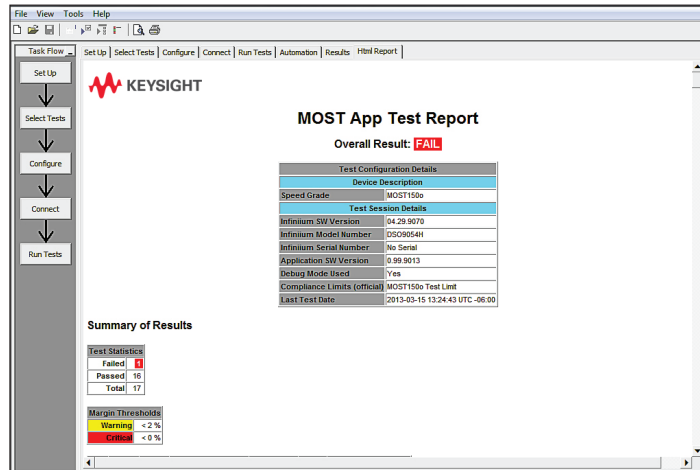 File View Tools Help
Task Flow
Set Up Select Tests Configure Connect Run Tests Automation Results Html Report
Set Up
Select Tests
Configure
Connect
Run Tests
KEYSIGHT
MOST App Test Report
Overall Result: FAIL
Test Configuration Details
Device Description
Speed Grade MOST150o
Test Session Details
Infiniium SW Version 04.29.9070
Infiniium Model Number DSO9054H
Infiniium Serial Number No Serial
Application SW Version 0.99.9013
Debug Mode Used Yes
Compliance Limits (official) MOST150o Test Limit
Last Test Date 2013-03-15 13:24:43 UTC -06:00
Summary of Results
Test Statistics
Failed 1
Passed 16
Total 17
Margin Thresholds
Warning < 2 %
Critical < 0 %